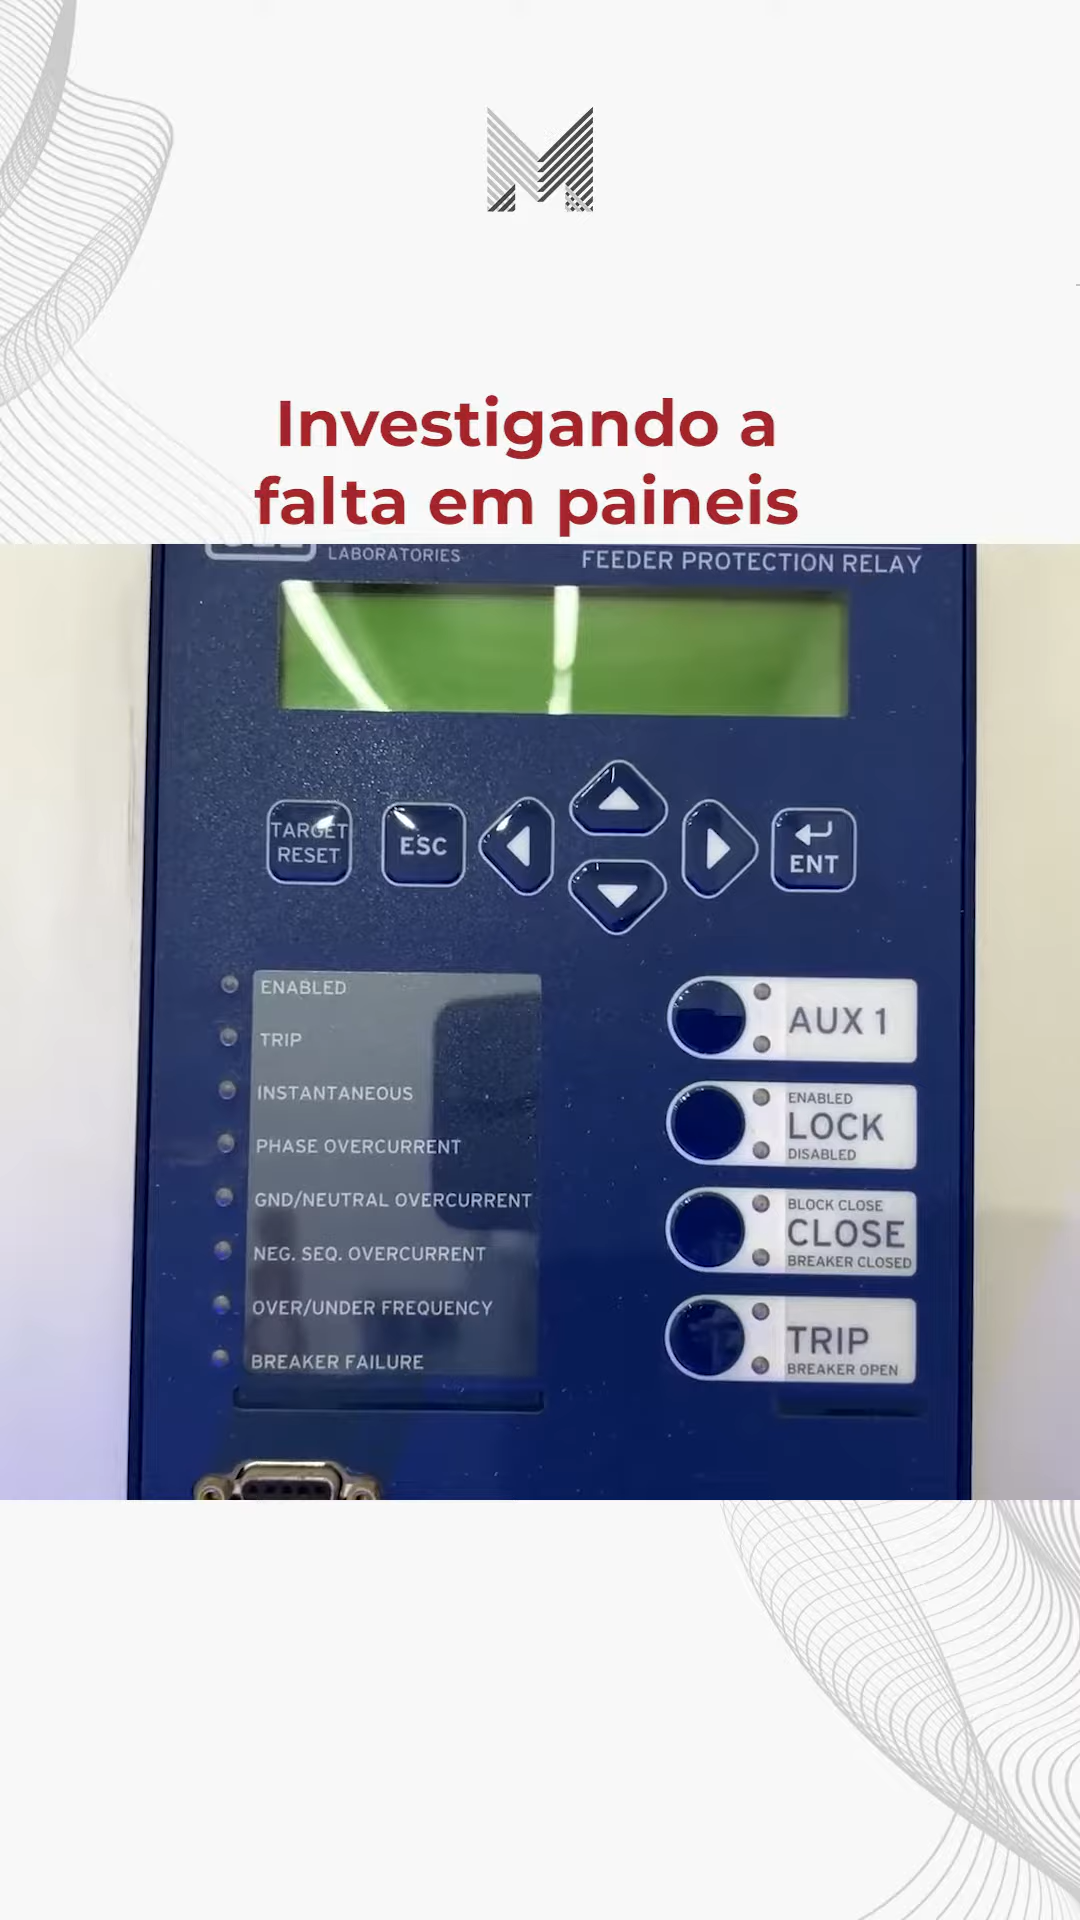 Investigando a
falta em paineis
LABORATORIES
FEEDER PROTECTION RELAY
TARGET
RESET
ESC
ENT
ENABLED
TRIP
INSTANTANEOUS
PHASE OVERCURRENT
GND/NEUTRAL OVERCURRENT
NEG. SEQ. OVERCURRENT
OVER/UNDER FREQUENCY
BREAKER FAILURE
AUX 1
ENABLED
LOCK
DISABLED
BLOCK CLOSE
CLOSE
BREAKER CLOSED
TRIP
BREAKER OPEN